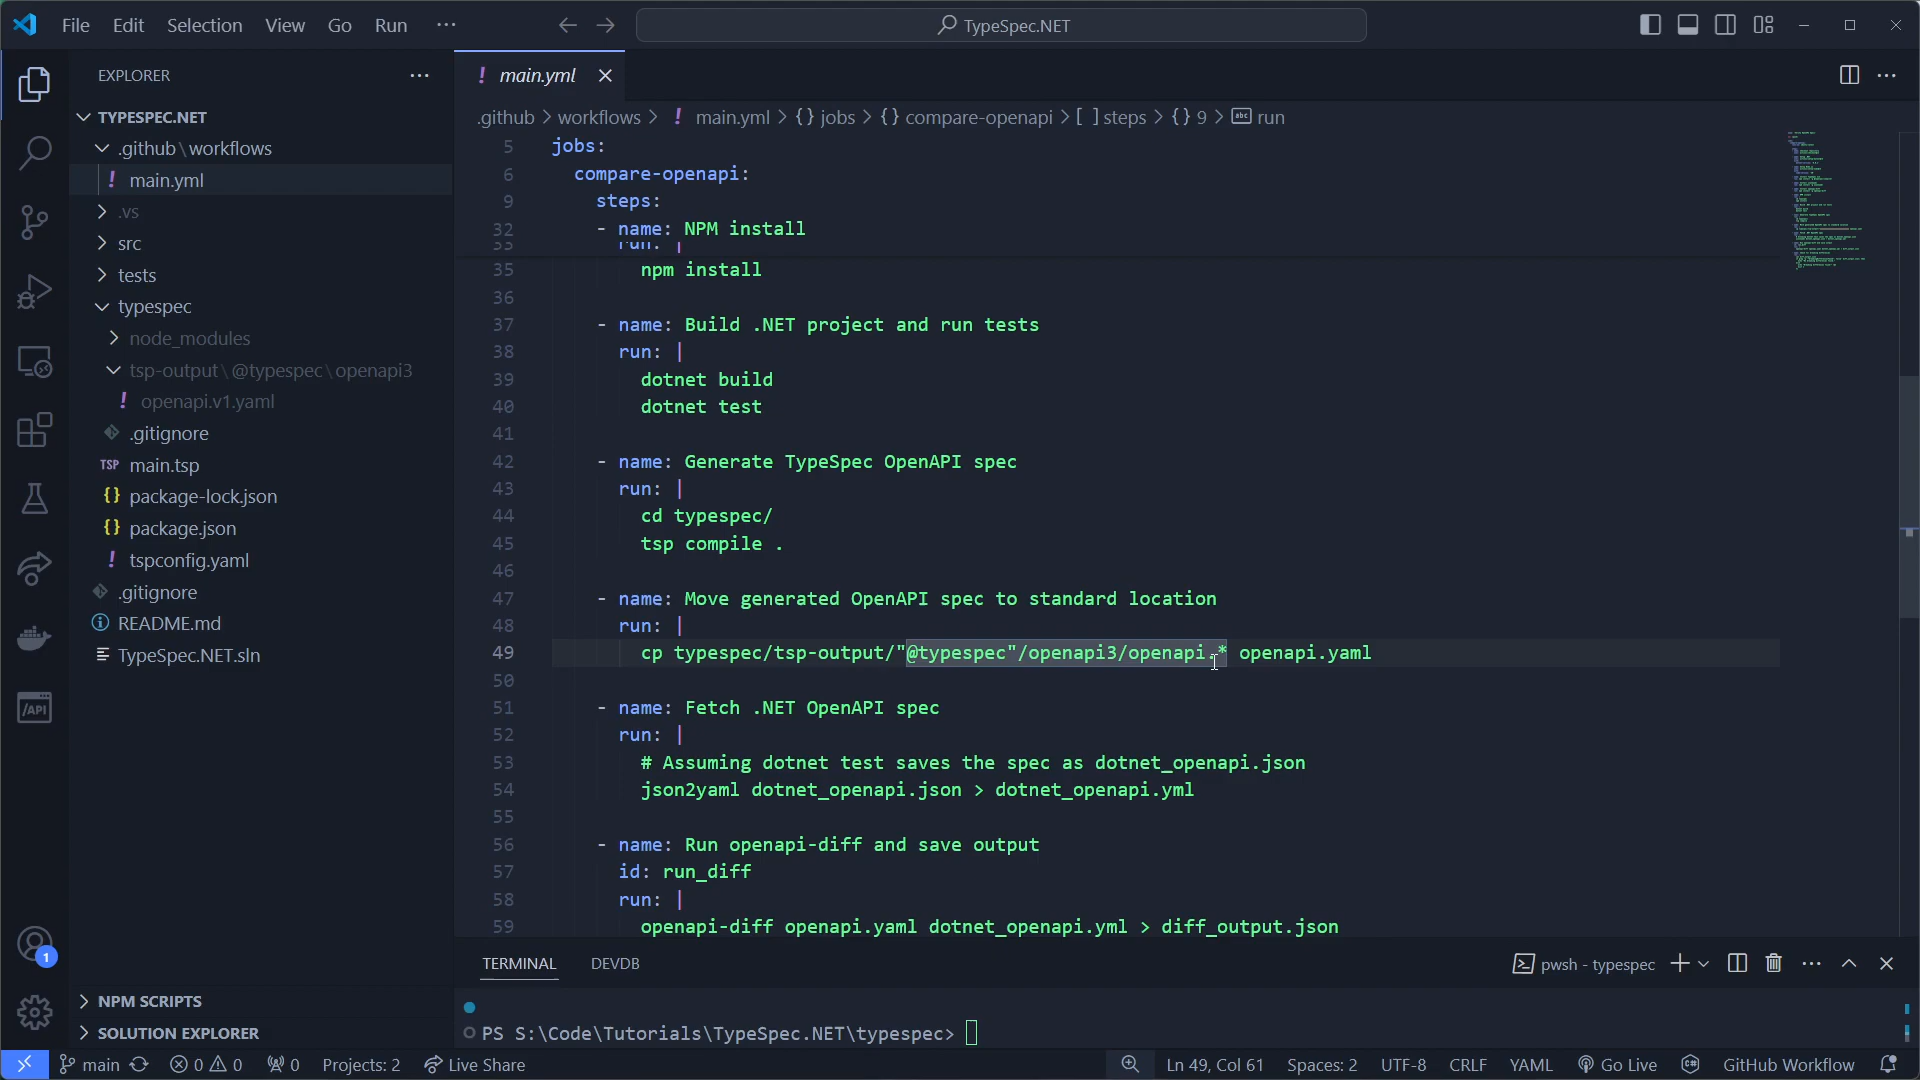 File Edit Selection View Go Run ···
TypeSpec.NET
EXPLORER
TYPESPEC.NET
.github\workflows
! main.yml
.vs
src
tests
typespec
node_modules
tsp-output\@typespec\openapi3
! openapi.v1.yaml
.gitignore
TSP main.tsp
{} package-lock.json
{} package.json
! tspconfig.yaml
.gitignore
README.md
TypeSpec.NET.sln
NPM SCRIPTS
SOLUTION EXPLORER
! main.yml
.github > workflows > ! main.yml > {} jobs > {} compare-openapi > [ ] steps > {} 9 > abc run
5 jobs:
6 compare-openapi:
9 steps:
32 - name: NPM install
33 run: |
35 npm install
36
37 - name: Build .NET project and run tests
38 run: |
39 dotnet build
40 dotnet test
41
42 - name: Generate TypeSpec OpenAPI spec
43 run: |
44 cd typespec/
45 tsp compile .
46
47 - name: Move generated OpenAPI spec to standard location
48 run: |
49 cp typespec/tsp-output/"@typespec"/openapi3/openapi.* openapi.yaml
50
51 - name: Fetch .NET OpenAPI spec
52 run: |
53 # Assuming dotnet test saves the spec as dotnet_openapi.json
54 json2yaml dotnet_openapi.json > dotnet_openapi.yml
55
56 - name: Run openapi-diff and save output
57 id: run_diff
58 run: |
59 openapi-diff openapi.yaml dotnet_openapi.yml > diff_output.json
TERMINAL DEVDB
pwsh - typespec
PS S:\Code\Tutorials\TypeSpec.NET\typespec>
/API
1
main 0 0 0 Projects: 2 Live Share
Ln 49, Col 61 Spaces: 2 UTF-8 CRLF YAML Go Live GitHub Workflow